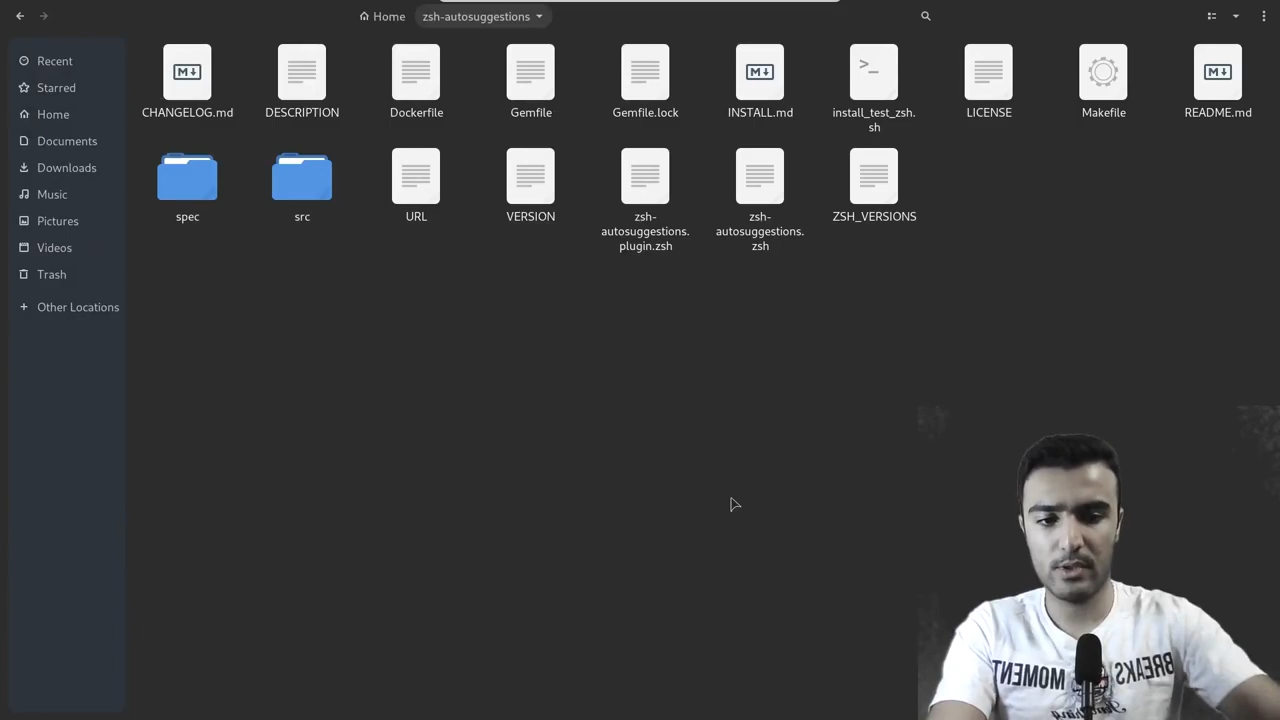 Home
zsh-autosuggestions
Recent
Starred
Home
Documents
Downloads
Music
Pictures
Videos
Trash
Other Locations
CHANGELOG.md
DESCRIPTION
Dockerfile
Gemfile
Gemfile.lock
INSTALL.md
install_test_zsh.
sh
LICENSE
Makefile
README.md
spec
src
URL
VERSION
zsh-
autosuggestions.
plugin.zsh
zsh-
autosuggestions.
zsh
ZSH_VERSIONS
MOMENT BREAKS